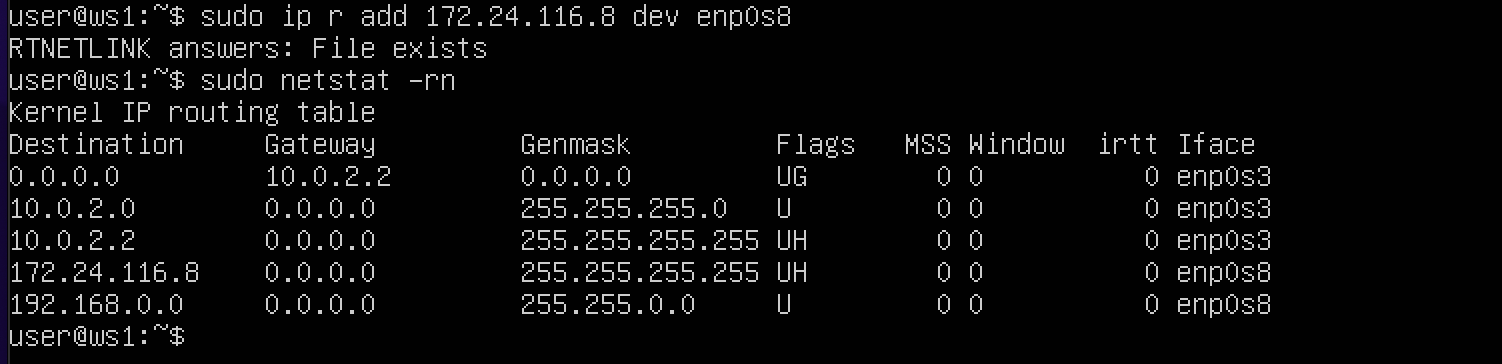 user@ws1:~$ sudo ip r add 172.24.116.8 dev enp0s8
RTNETLINK answers: File exists
user@ws1:~$ sudo netstat -rn
Kernel IP routing table
Destination     Gateway         Genmask         Flags   MSS Window  irtt Iface
0.0.0.0         10.0.2.2        0.0.0.0         UG        0 0          0 enp0s3
10.0.2.0        0.0.0.0         255.255.255.0   U         0 0          0 enp0s3
10.0.2.2        0.0.0.0         255.255.255.255 UH        0 0          0 enp0s3
172.24.116.8    0.0.0.0         255.255.255.255 UH        0 0          0 enp0s8
192.168.0.0     0.0.0.0         255.255.0.0     U         0 0          0 enp0s8
user@ws1:~$